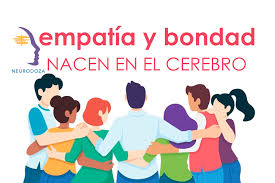 empatía y bondad
NACEN EN EL CEREBRO
NEURODOZA